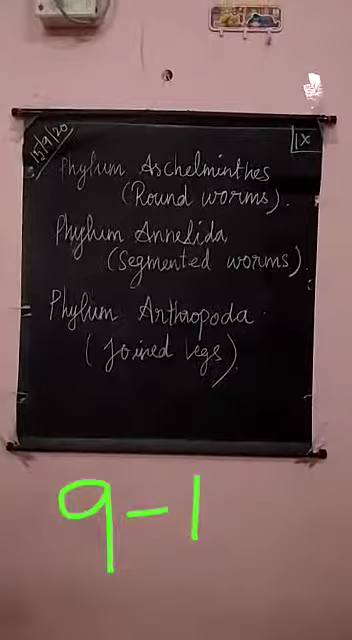 15/9/20
IX
Phylum Aschelminthes
(Round worms).
Phylum Annelida
(Segmented worms).
= Phylum Arthropoda
(Joined legs)
9-1